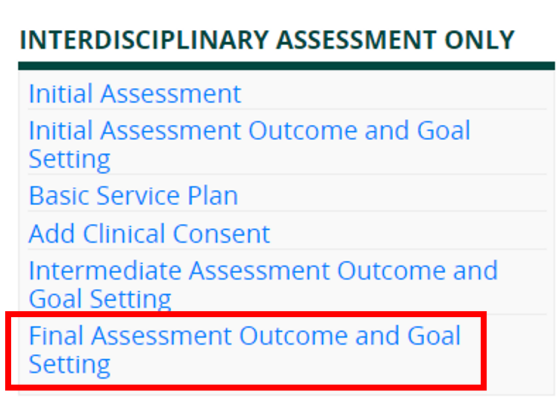 INTERDISCIPLINARY ASSESSMENT ONLY
Initial Assessment
Initial Assessment Outcome and Goal
Setting
Basic Service Plan
Add Clinical Consent
Intermediate Assessment Outcome and
Goal Setting
Final Assessment Outcome and Goal
Setting